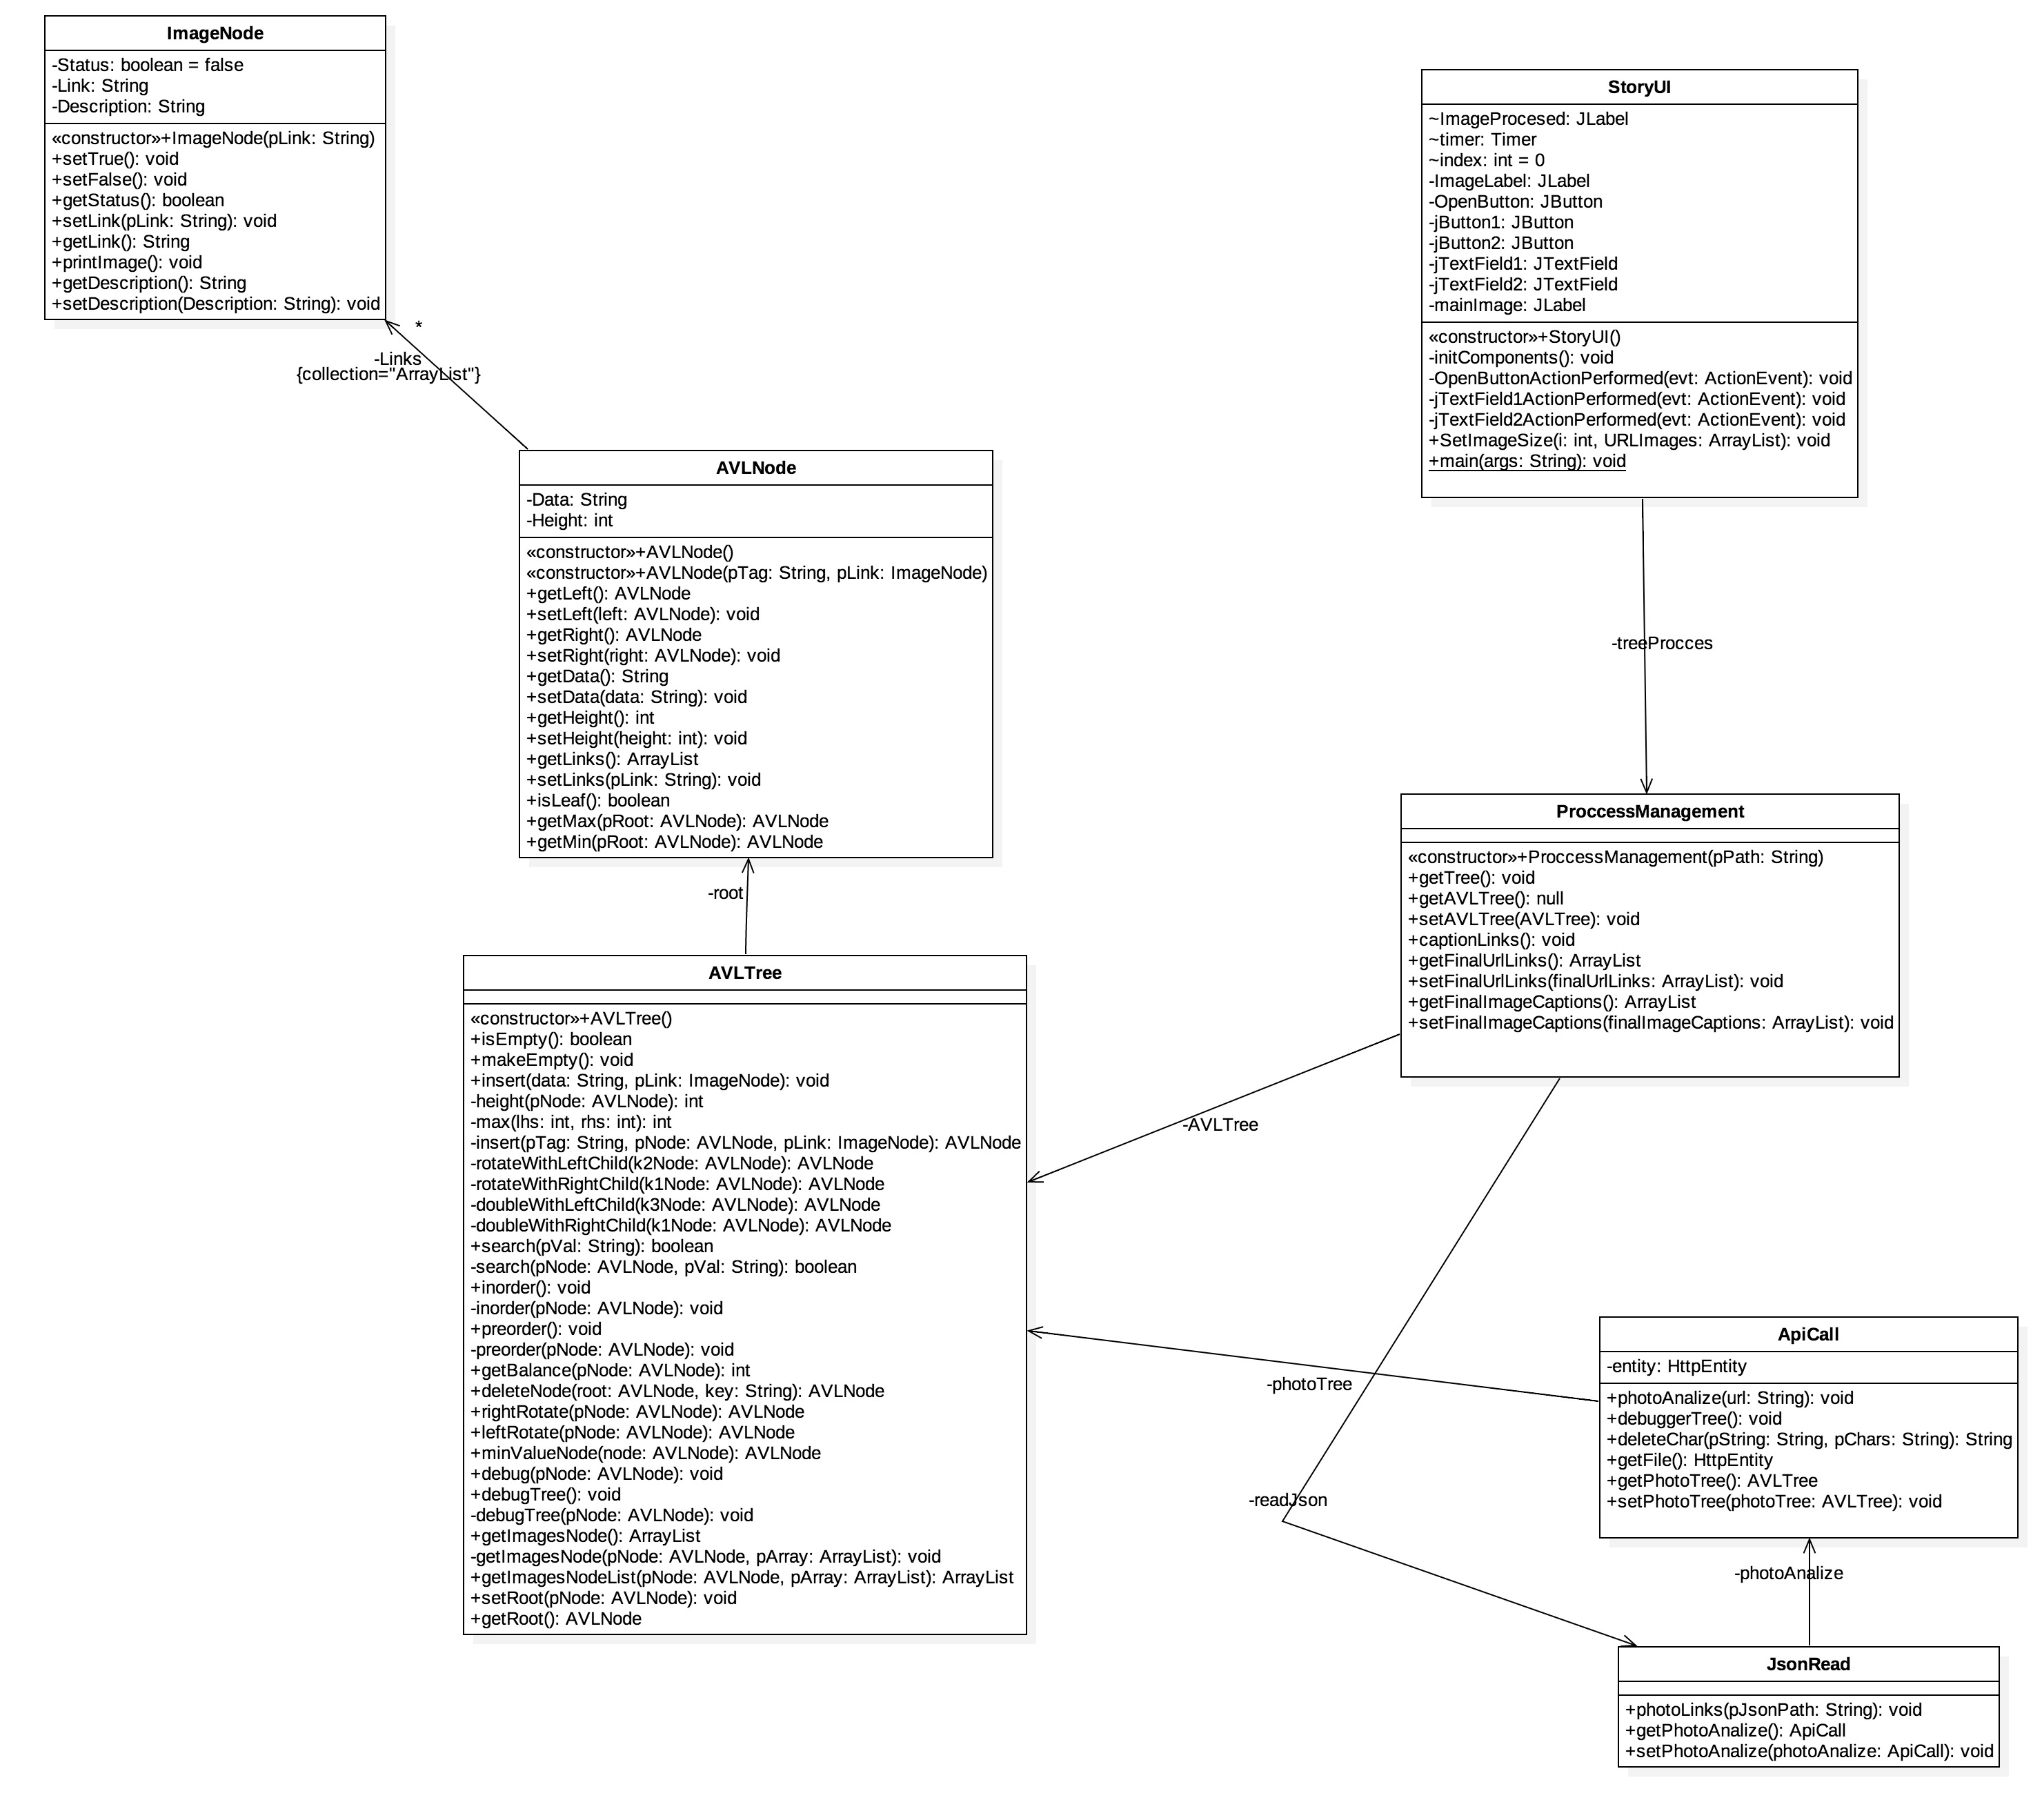 ImageNode
-Status: boolean = false
-Link: String
-Description: String
«constructor»+ImageNode(pLink: String)
+setTrue(): void
+setFalse(): void
+getStatus(): boolean
+setLink(pLink: String): void
+getLink(): String
+printImage(): void
+getDescription(): String
+setDescription(Description: String): void
*
-Links
{collection="ArrayList"}
AVLNode
-Data: String
-Height: int
«constructor»+AVLNode()
«constructor»+AVLNode(pTag: String, pLink: ImageNode)
+getLeft(): AVLNode
+setLeft(left: AVLNode): void
+getRight(): AVLNode
+setRight(right: AVLNode): void
+getData(): String
+setData(data: String): void
+getHeight(): int
+setHeight(height: int): void
+getLinks(): ArrayList
+setLinks(pLink: String): void
+isLeaf(): boolean
+getMax(pRoot: AVLNode): AVLNode
+getMin(pRoot: AVLNode): AVLNode
-root
AVLTree
«constructor»+AVLTree()
+isEmpty(): boolean
+makeEmpty(): void
+insert(data: String, pLink: ImageNode): void
-height(pNode: AVLNode): int
-max(lhs: int, rhs: int): int
-insert(pTag: String, pNode: AVLNode, pLink: ImageNode): AVLNode
-rotateWithLeftChild(k2Node: AVLNode): AVLNode
-rotateWithRightChild(k1Node: AVLNode): AVLNode
-doubleWithLeftChild(k3Node: AVLNode): AVLNode
-doubleWithRightChild(k1Node: AVLNode): AVLNode
+search(pVal: String): boolean
-search(pNode: AVLNode, pVal: String): boolean
+inorder(): void
-inorder(pNode: AVLNode): void
+preorder(): void
-preorder(pNode: AVLNode): void
+getBalance(pNode: AVLNode): int
+deleteNode(root: AVLNode, key: String): AVLNode
+rightRotate(pNode: AVLNode): AVLNode
+leftRotate(pNode: AVLNode): AVLNode
+minValueNode(node: AVLNode): AVLNode
+debug(pNode: AVLNode): void
+debugTree(): void
-debugTree(pNode: AVLNode): void
+getImagesNode(): ArrayList
-getImagesNode(pNode: AVLNode, pArray: ArrayList): void
+getImagesNodeList(pNode: AVLNode, pArray: ArrayList): ArrayList
+setRoot(pNode: AVLNode): void
+getRoot(): AVLNode
StoryUI
~ImageProcesed: JLabel
~timer: Timer
~index: int = 0
-ImageLabel: JLabel
-OpenButton: JButton
-jButton1: JButton
-jButton2: JButton
-jTextField1: JTextField
-jTextField2: JTextField
-mainImage: JLabel
«constructor»+StoryUI()
-initComponents(): void
-OpenButtonActionPerformed(evt: ActionEvent): void
-jTextField1ActionPerformed(evt: ActionEvent): void
-jTextField2ActionPerformed(evt: ActionEvent): void
+SetImageSize(i: int, URLImages: ArrayList): void
+main(args: String): void
-treeProcces
ProccessManagement
«constructor»+ProccessManagement(pPath: String)
+getTree(): void
+getAVLTree(): null
+setAVLTree(AVLTree): void
+captionLinks(): void
+getFinalUrlLinks(): ArrayList
+setFinalUrlLinks(finalUrlLinks: ArrayList): void
+getFinalImageCaptions(): ArrayList
+setFinalImageCaptions(finalImageCaptions: ArrayList): void
-AVLTree
-photoTree
-readJson
ApiCall
-entity: HttpEntity
+photoAnalize(url: String): void
+debuggerTree(): void
+deleteChar(pString: String, pChars: String): String
+getFile(): HttpEntity
+getPhotoTree(): AVLTree
+setPhotoTree(photoTree: AVLTree): void
-photoAnalize
JsonRead
+photoLinks(pJsonPath: String): void
+getPhotoAnalize(): ApiCall
+setPhotoAnalize(photoAnalize: ApiCall): void